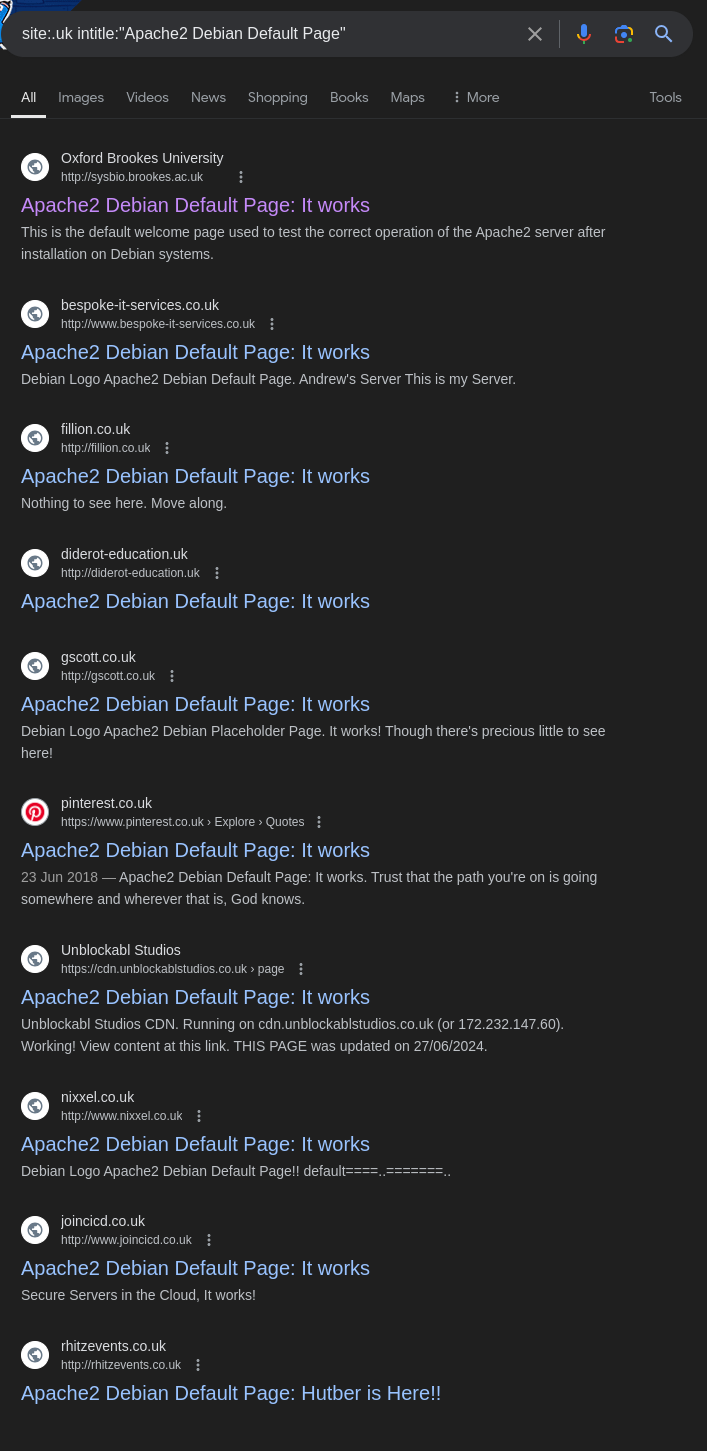 site:.uk intitle:"Apache2 Debian Default Page"
All Images Videos News Shopping Books Maps More Tools
Oxford Brookes University
http://sysbio.brookes.ac.uk
Apache2 Debian Default Page: It works
This is the default welcome page used to test the correct operation of the Apache2 server after
installation on Debian systems.
bespoke-it-services.co.uk
http://www.bespoke-it-services.co.uk
Apache2 Debian Default Page: It works
Debian Logo Apache2 Debian Default Page. Andrew's Server This is my Server.
fillion.co.uk
http://fillion.co.uk
Apache2 Debian Default Page: It works
Nothing to see here. Move along.
diderot-education.uk
http://diderot-education.uk
Apache2 Debian Default Page: It works
gscott.co.uk
http://gscott.co.uk
Apache2 Debian Default Page: It works
Debian Logo Apache2 Debian Placeholder Page. It works! Though there's precious little to see
here!
pinterest.co.uk
https://www.pinterest.co.uk › Explore › Quotes
Apache2 Debian Default Page: It works
23 Jun 2018 — Apache2 Debian Default Page: It works. Trust that the path you're on is going
somewhere and wherever that is, God knows.
Unblockabl Studios
https://cdn.unblockablstudios.co.uk › page
Apache2 Debian Default Page: It works
Unblockabl Studios CDN. Running on cdn.unblockablstudios.co.uk (or 172.232.147.60).
Working! View content at this link. THIS PAGE was updated on 27/06/2024.
nixxel.co.uk
http://www.nixxel.co.uk
Apache2 Debian Default Page: It works
Debian Logo Apache2 Debian Default Page!! default====..=======..
joincicd.co.uk
http://www.joincicd.co.uk
Apache2 Debian Default Page: It works
Secure Servers in the Cloud, It works!
rhitzevents.co.uk
http://rhitzevents.co.uk
Apache2 Debian Default Page: Hutber is Here!!